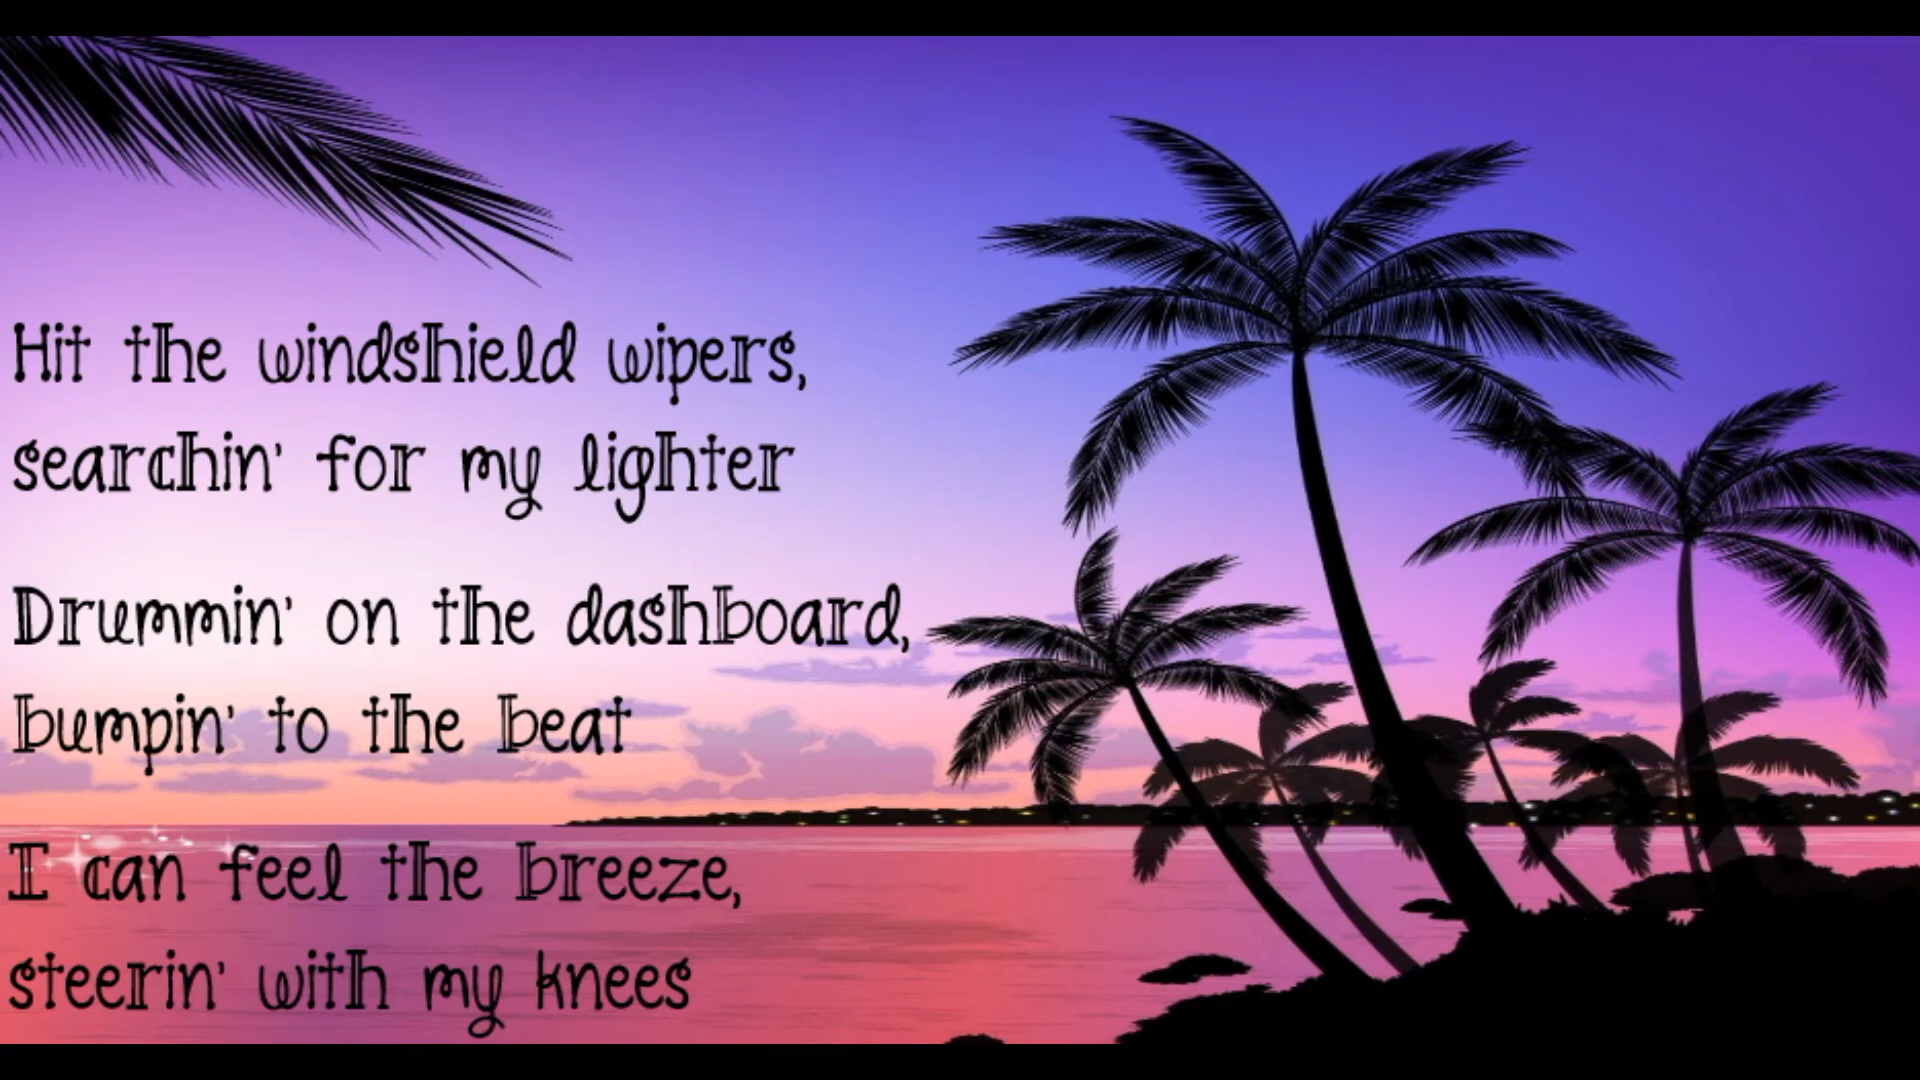 Hit the windshield wipers,
searchin' for my lighter
Drummin' on the dashboard,
bumpin' to the beat
I can feel the breeze,
steerin' with my knees